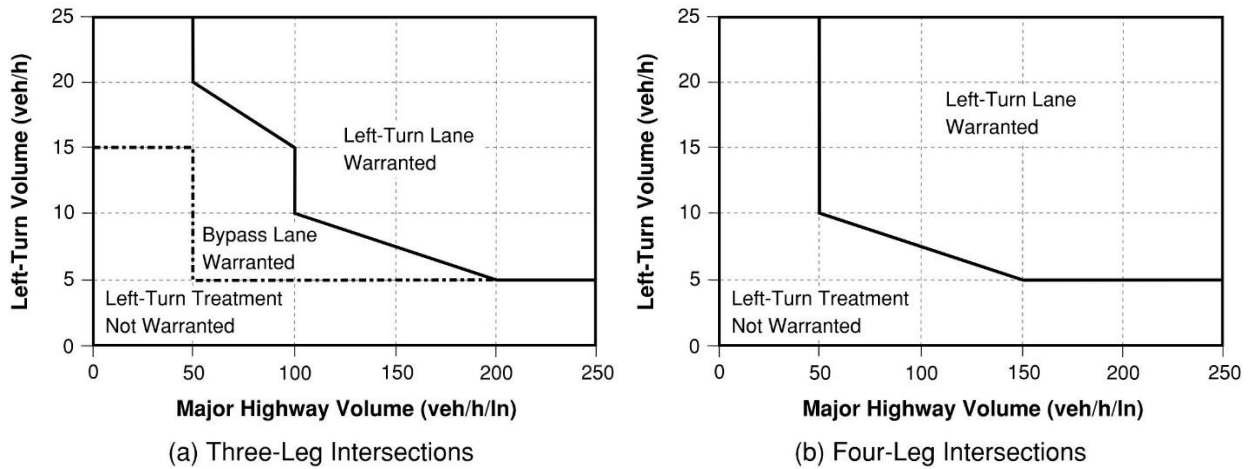 25
20
15
10
5
0
Left-Turn Volume (veh/h)
Left-Turn Lane
Warranted
Bypass Lane
Warranted
Left-Turn Treatment
Not Warranted
0 50 100 150 200 250
Major Highway Volume (veh/h/ln)
(a) Three-Leg Intersections
25
20
15
10
5
0
Left-Turn Volume (veh/h)
Left-Turn Lane
Warranted
Left-Turn Treatment
Not Warranted
0 50 100 150 200 250
Major Highway Volume (veh/h/ln)
(b) Four-Leg Intersections